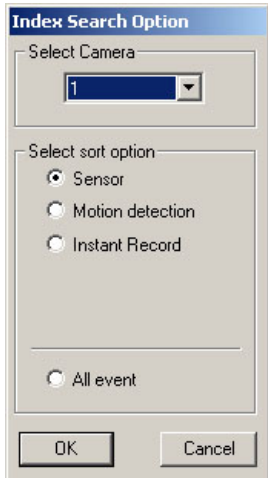 Index Search Option
Select Camera
1
Select sort option
Sensor
Motion detection
Instant Record
All event
OK Cancel